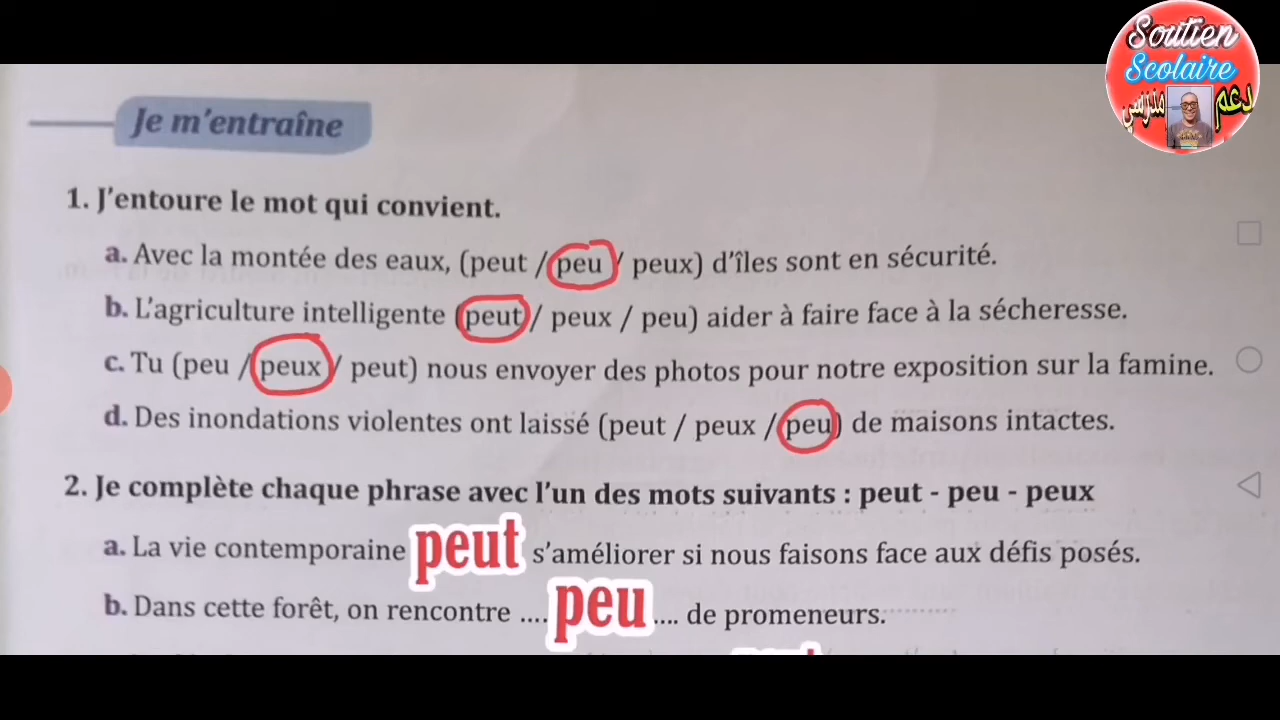 Soutien
Scolaire
دعم
مدرسي
Je m'entraîne
1. J'entoure le mot qui convient.
a. Avec la montée des eaux, (peut / peu / peux) d'îles sont en sécurité.
b. L'agriculture intelligente (peut / peux / peu) aider à faire face à la sécheresse.
c. Tu (peu / peux / peut) nous envoyer des photos pour notre exposition sur la famine.
d. Des inondations violentes ont laissé (peut / peux / peu) de maisons intactes.
2. Je complète chaque phrase avec l'un des mots suivants : peut - peu - peux
a. La vie contemporaine peut s'améliorer si nous faisons face aux défis posés.
b. Dans cette forêt, on rencontre .... peu .... de promeneurs.